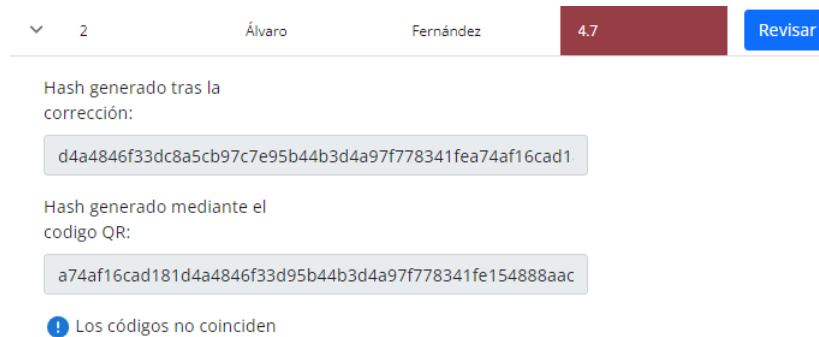 2 Álvaro Fernández 4.7 Revisar
Hash generado tras la
corrección:
d4a4846f33dc8a5cb97c7e95b44b3d4a97f778341fea74af16cad1
Hash generado mediante el
codigo QR:
a74af16cad181d4a4846f33d95b44b3d4a97f778341fe154888aac
Los códigos no coinciden